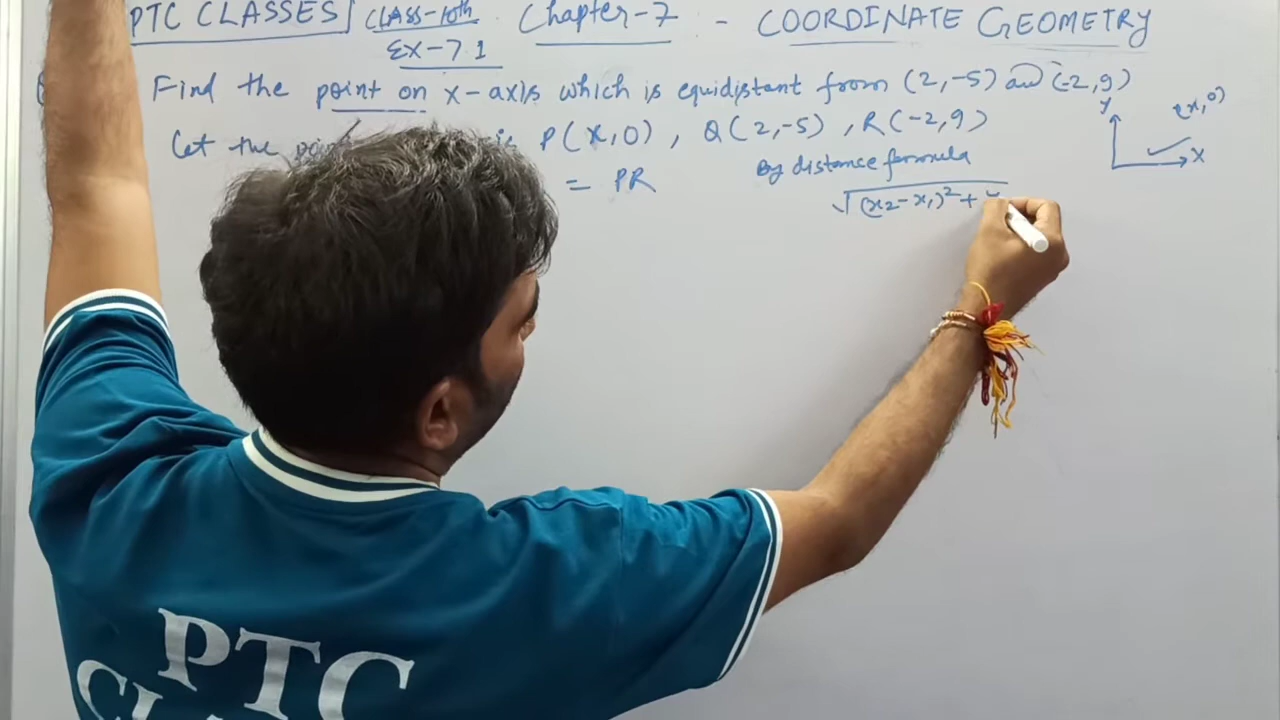 PTC CLASSES CLASS-10th Chapter-7 - COORDINATE GEOMETRY
Ex-7.1
Find the point on x-axis which is equidistant from (2,-5) and (-2,9)
Let the is P(x,0), Q(2,-5), R(-2,9)
= PR
By distance formula
√(x2-x1)²+
y
(x,0)
x
PTC